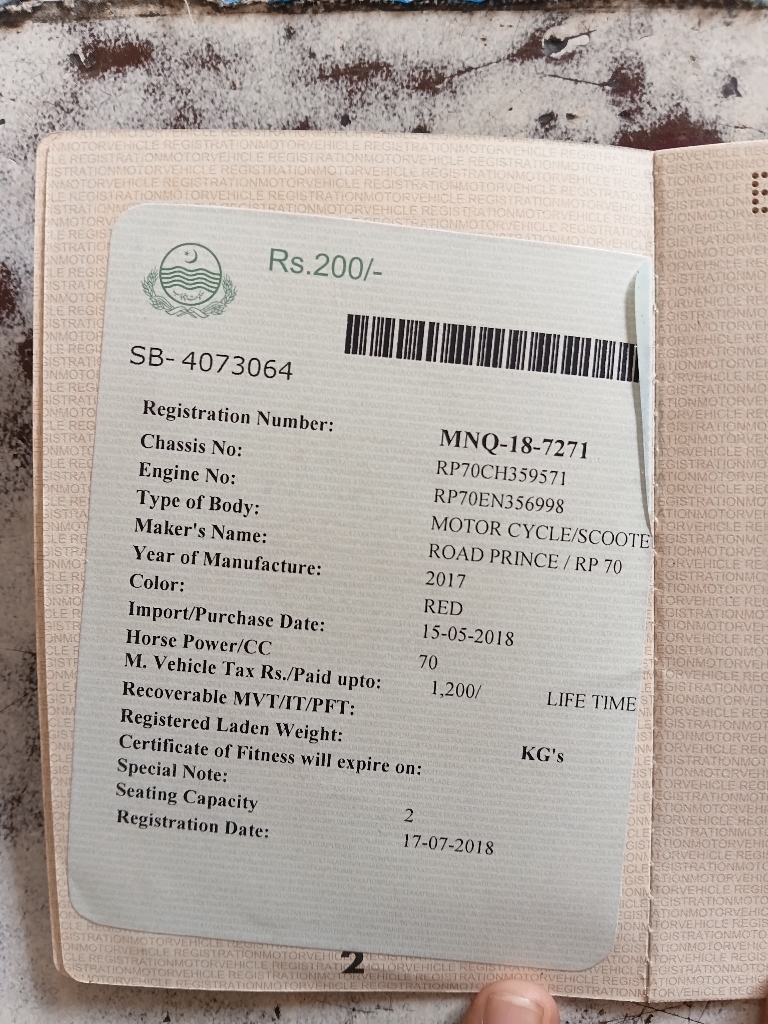 Rs.200/-
SB- 4073064
Registration Number: MNQ-18-7271
Chassis No: RP70CH359571
Engine No: RP70EN356998
Type of Body: MOTOR CYCLE/SCOOTE
Maker's Name: ROAD PRINCE / RP 70
Year of Manufacture: 2017
Color: RED
Import/Purchase Date: 15-05-2018
Horse Power/CC 70
M. Vehicle Tax Rs./Paid upto: 1,200/ LIFE TIME
Recoverable MVT/IT/PFT:
Registered Laden Weight: KG's
Certificate of Fitness will expire on:
Special Note:
Seating Capacity 2
Registration Date: 17-07-2018
2